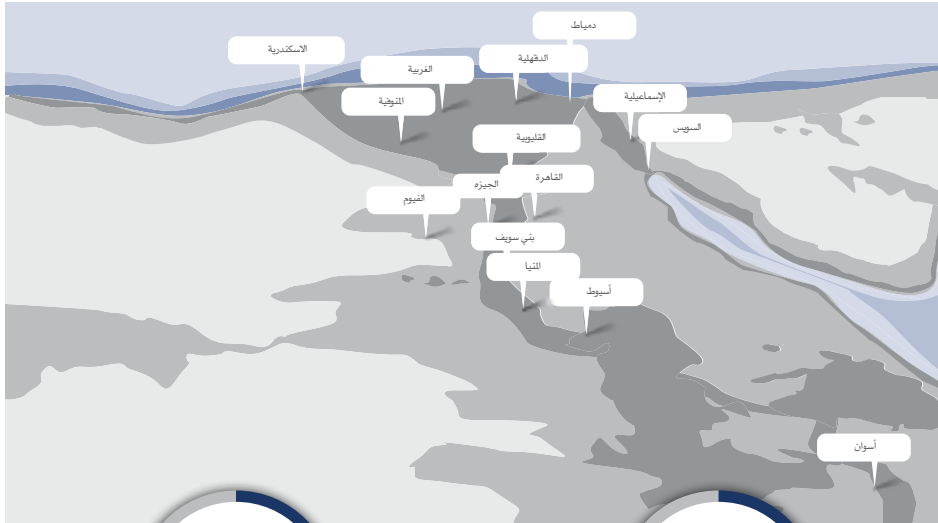 دمياط
الاسكندرية
الدقهلية
الغربية
الإسماعيلية
المنوفية
السويس
القليوبية
القاهرة
الجيزه
الفيوم
بني سويف
المنيا
أسيوط
أسوان